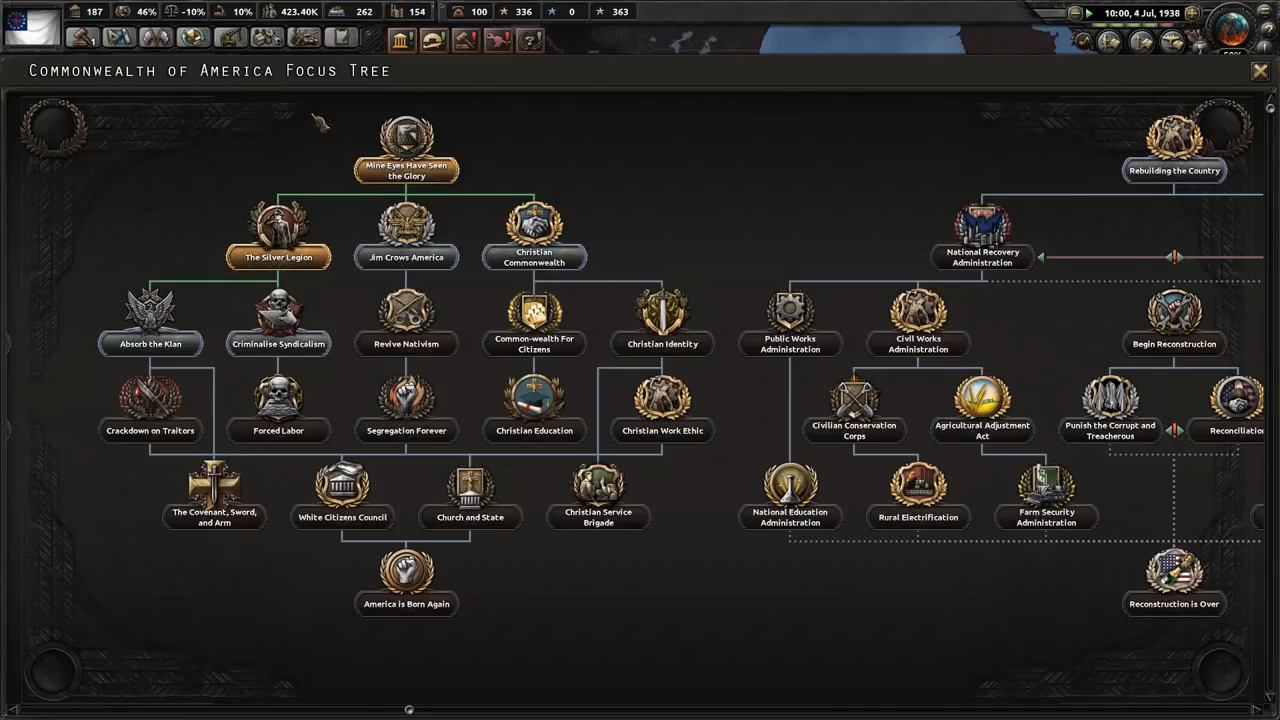 187 46% -10% 10% 423.40K 262 154 100 336 0 363 10:00, 4 Jul, 1938
Commonwealth of America Focus Tree
Mine Eyes Have Seen
the Glory
Rebuilding the Country
The Silver Legion
Jim Crows America
Christian
Commonwealth
National Recovery
Administration
Absorb the Klan
Criminalise Syndicalism
Revive Nativism
Common-wealth For
Citizens
Christian Identity
Public Works
Administration
Civil Works
Administration
Begin Reconstruction
Crackdown on Traitors
Forced Labor
Segregation Forever
Christian Education
Christian Work Ethic
Civilian Conservation
Corps
Agricultural Adjustment
Act
Punish the Corrupt and
Treacherous
Reconciliatio
The Covenant, Sword,
and Arm
White Citizens Council
Church and State
Christian Service
Brigade
National Education
Administration
Rural Electrification
Farm Security
Administration
America is Born Again
Reconstruction is Over